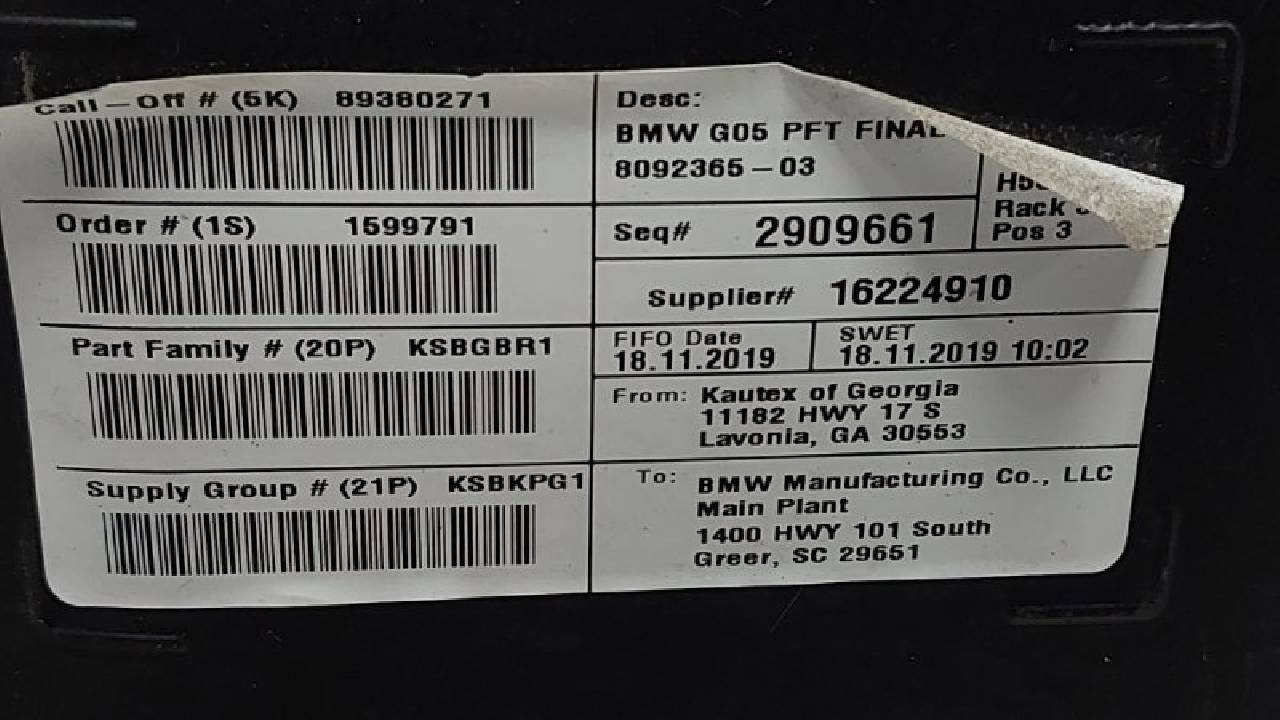 Call-Off # (5K) 89380271
Order # (1S) 1599791
Part Family # (20P) KSBGBR1
Supply Group # (21P) KSBKPG1
Desc:
BMW G05 PFT FINAL
8092365-03
Rack
Pos 3
Seq# 2909661
Supplier# 16224910
FIFO Date
18.11.2019
SWET
18.11.2019 10:02
From: Kautex of Georgia
11182 HWY 17 S
Lavonia, GA 30553
To: BMW Manufacturing Co., LLC
Main Plant
1400 HWY 101 South
Greer, SC 29651